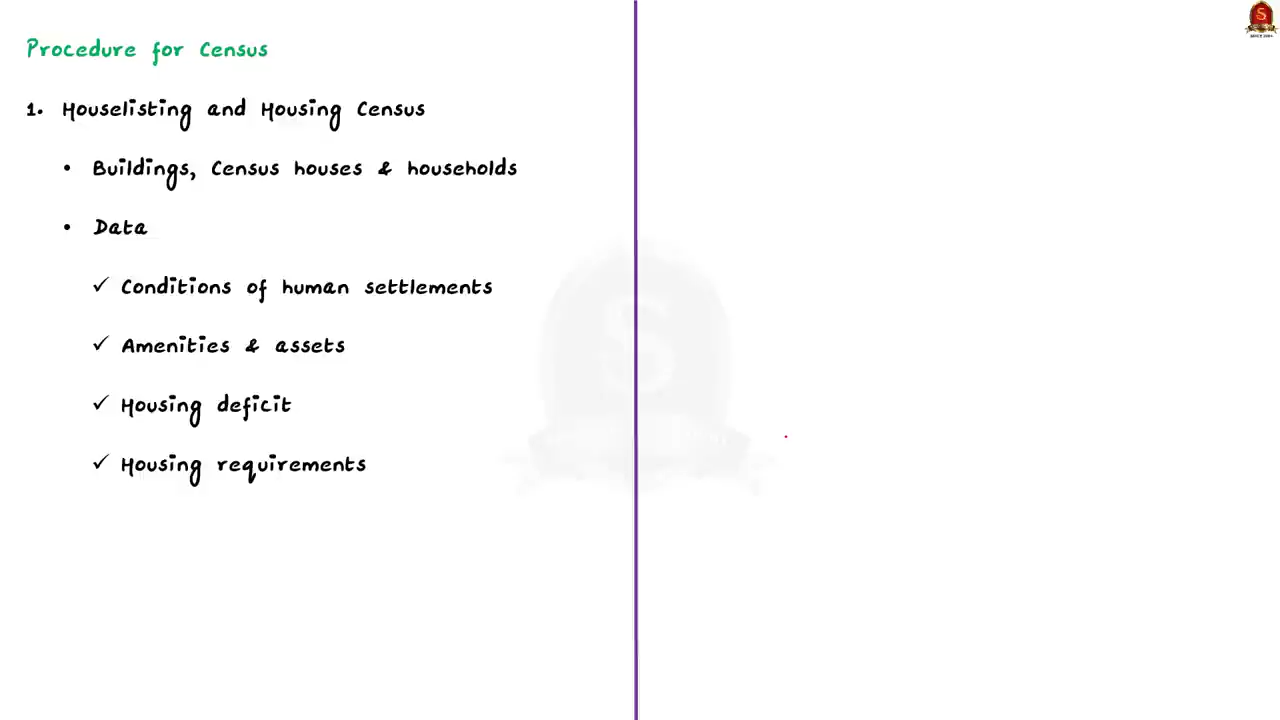 Procedure for Census
1. Houselisting and Housing Census
• Buildings, Census houses & households
• Data
✓ Conditions of human settlements
✓ Amenities & assets
✓ Housing deficit
✓ Housing requirements
S